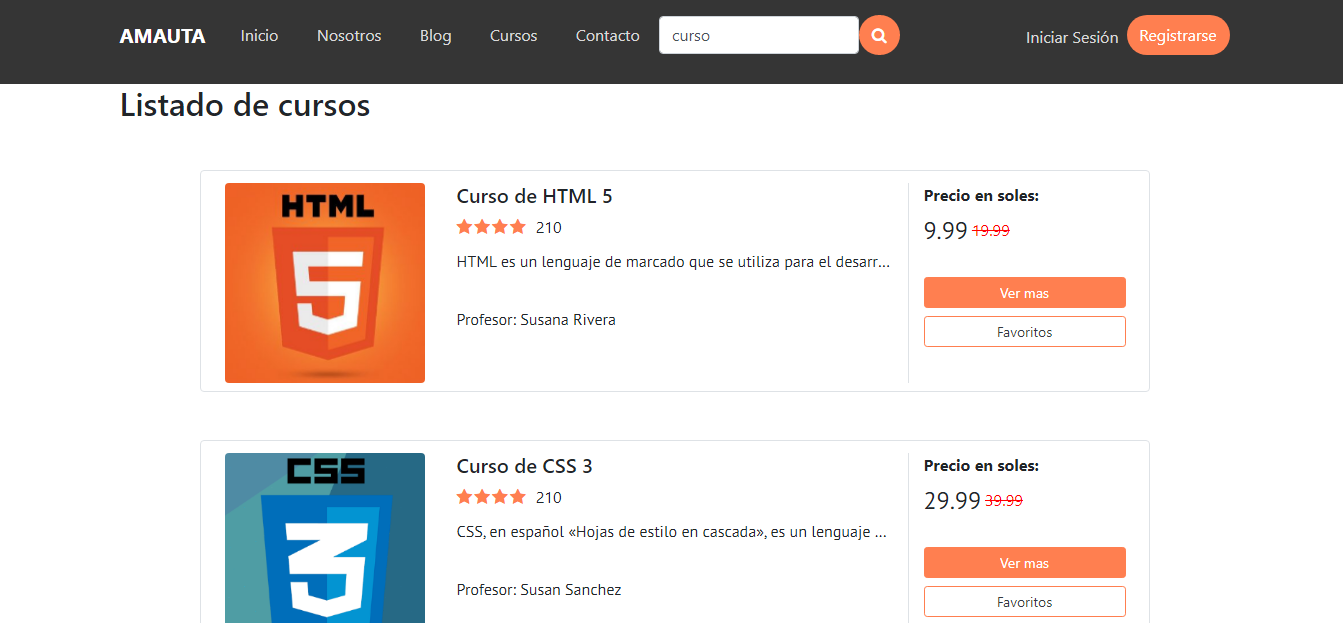 AMAUTA Inicio Nosotros Blog Cursos Contacto curso Iniciar Sesión Registrarse
Listado de cursos
HTML
5
Curso de HTML 5
210
HTML es un lenguaje de marcado que se utiliza para el desarr...
Profesor: Susana Rivera
Precio en soles:
9.99 19.99
Ver mas
Favoritos
CSS
3
Curso de CSS 3
210
CSS, en español «Hojas de estilo en cascada», es un lenguaje ...
Profesor: Susan Sanchez
Precio en soles:
29.99 39.99
Ver mas
Favoritos